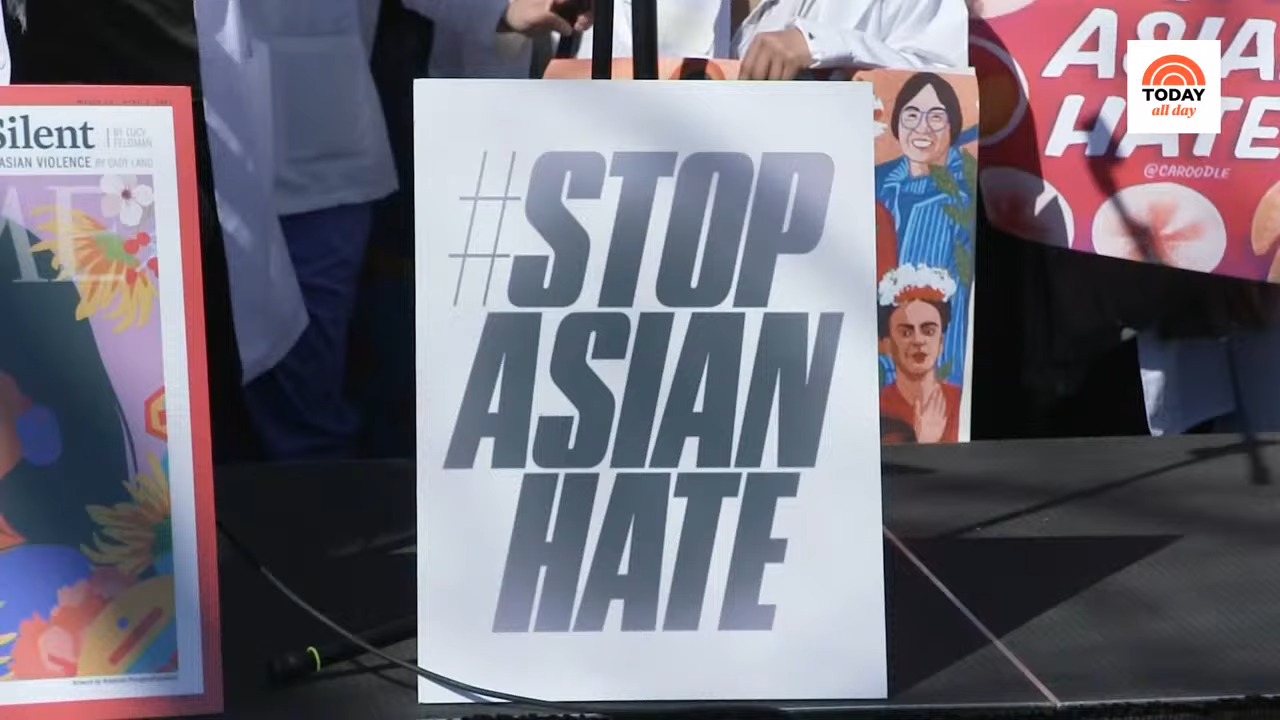 Silent
BY LUCY
FELDMAN
ASIAN VIOLENCE BY CADY LANG
#STOP
ASIAN
HATE
ASIA
HATE
@CAROODLE
TODAY
all day